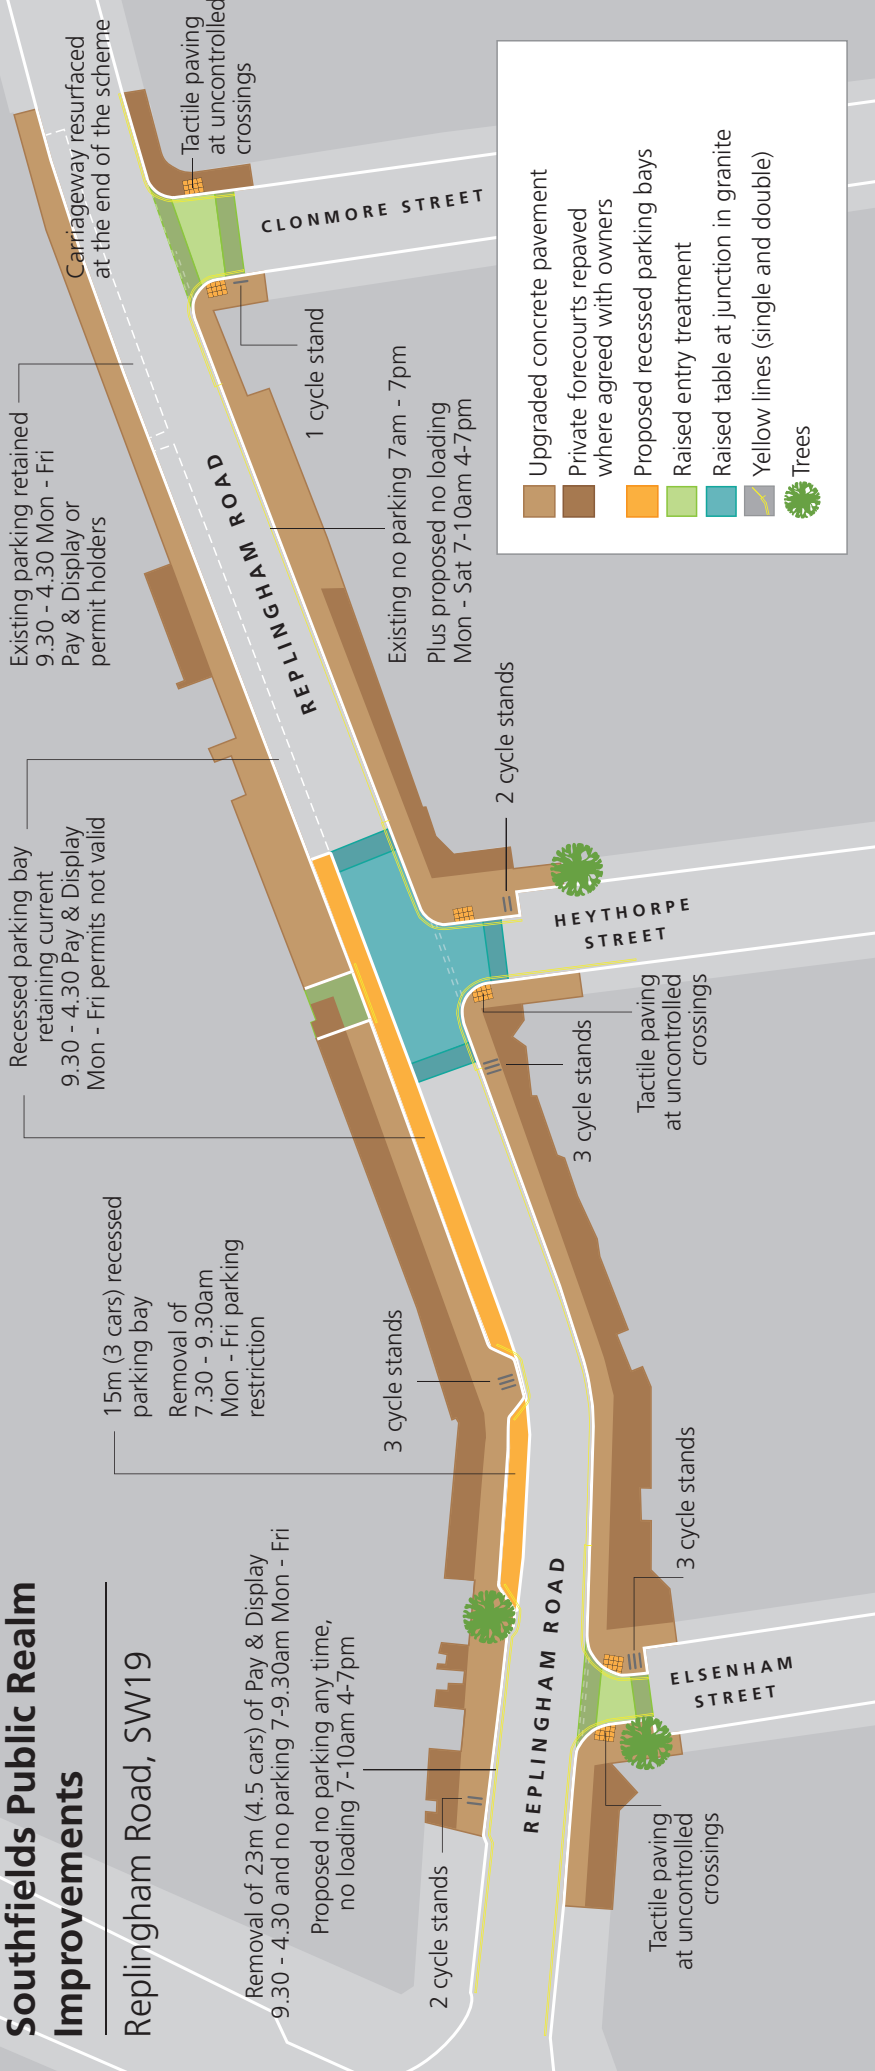 Southfields Public Realm
Improvements
Replingham Road, SW19
Removal of 23m (4.5 cars) of Pay & Display
9.30 - 4.30 and no parking 7-9.30am Mon - Fri
Proposed no parking any time,
no loading 7-10am 4-7pm
2 cycle stands
15m (3 cars) recessed
parking bay
Removal of
7.30 - 9.30am
Mon - Fri parking
restriction
3 cycle stands
Recessed parking bay
retaining current
9.30 - 4.30 Pay & Display
Mon - Fri permits not valid
Existing parking retained
9.30 - 4.30 Mon - Fri
Pay & Display or
permit holders
Carriageway resurfaced
at the end of the scheme
Tactile paving
at uncontrolled
crossings
REPLINGHAM ROAD
REPLINGHAM ROAD
CLONMORE STREET
1 cycle stand
Existing no parking 7am - 7pm
Plus proposed no loading
Mon - Sat 7-10am 4-7pm
2 cycle stands
HEYTHORPE
STREET
Tactile paving
at uncontrolled
crossings
3 cycle stands
3 cycle stands
ELSENHAM
STREET
Tactile paving
at uncontrolled
crossings
Upgraded concrete pavement
Private forecourts repaved
where agreed with owners
Proposed recessed parking bays
Raised entry treatment
Raised table at junction in granite
Yellow lines (single and double)
Trees